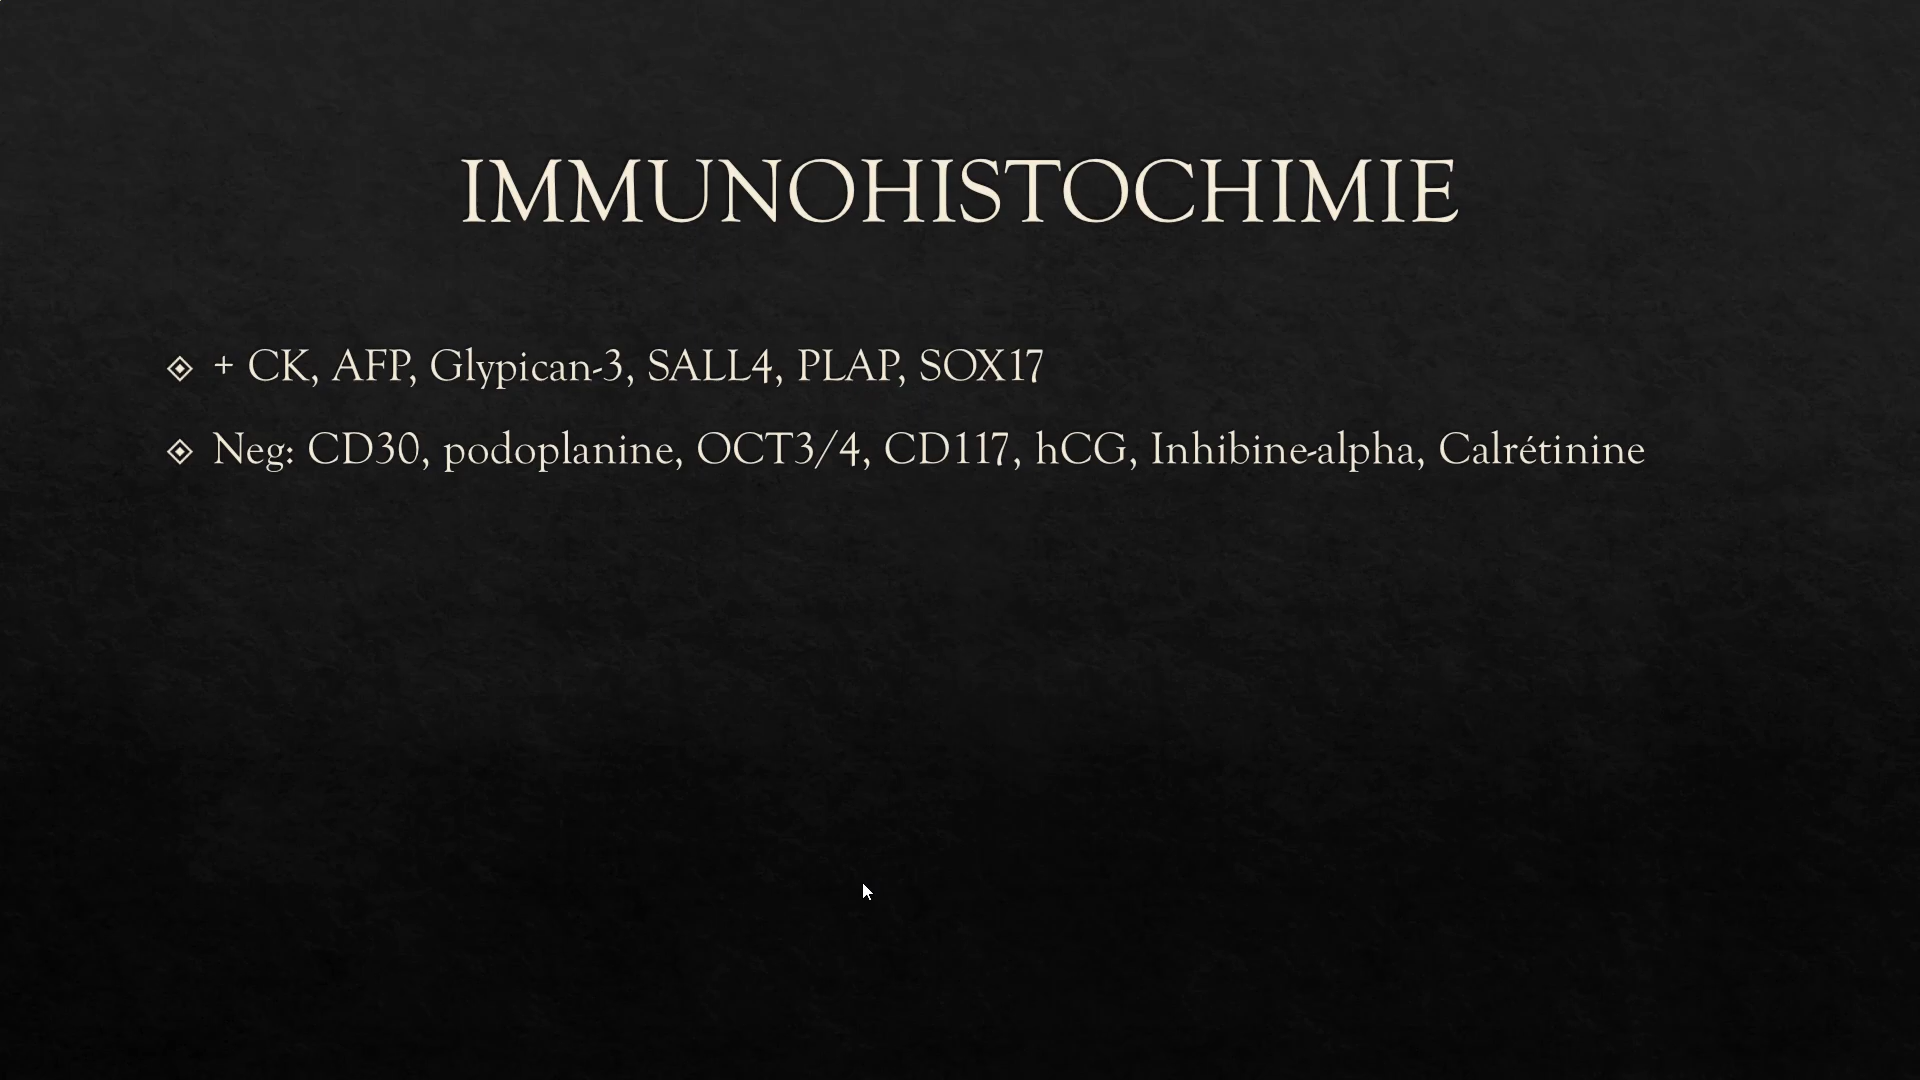 IMMUNOHISTOCHIMIE
+ CK, AFP, Glypican-3, SALL4, PLAP, SOX17
Neg: CD30, podoplanine, OCT3/4, CD117, hCG, Inhibine-alpha, Calrétinine